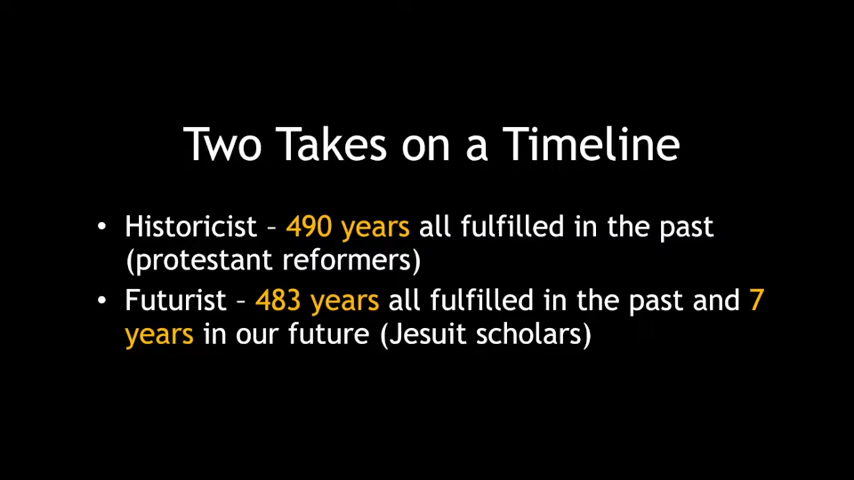 Two Takes on a Timeline
• Historicist – 490 years all fulfilled in the past
(protestant reformers)
• Futurist – 483 years all fulfilled in the past and 7
years in our future (Jesuit scholars)